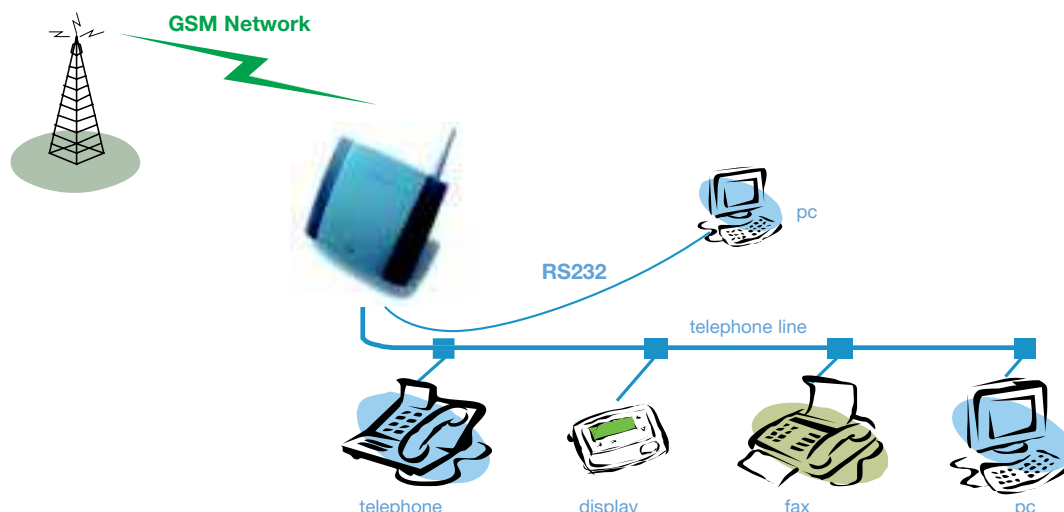 GSM Network
pc
RS232
telephone line
telephone
display
fax
pc